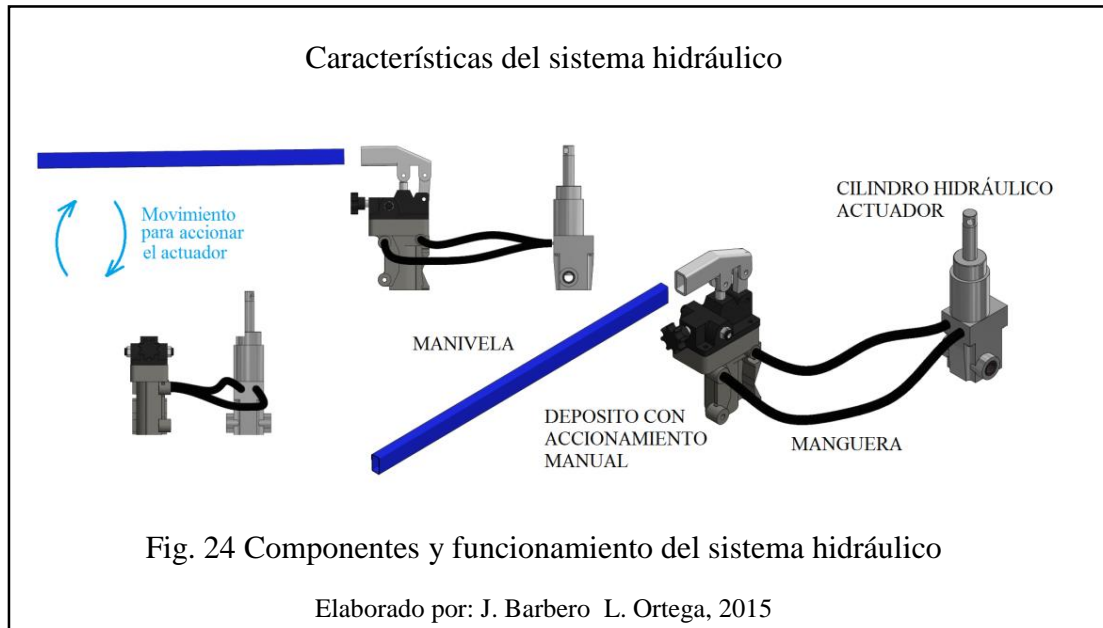 Características del sistema hidráulico
Movimiento
para accionar
el actuador
CILINDRO HIDRÁULICO
ACTUADOR
MANIVELA
DEPOSITO CON
ACCIONAMIENTO
MANUAL
MANGUERA
Fig. 24 Componentes y funcionamiento del sistema hidráulico
Elaborado por: J. Barbero  L. Ortega, 2015